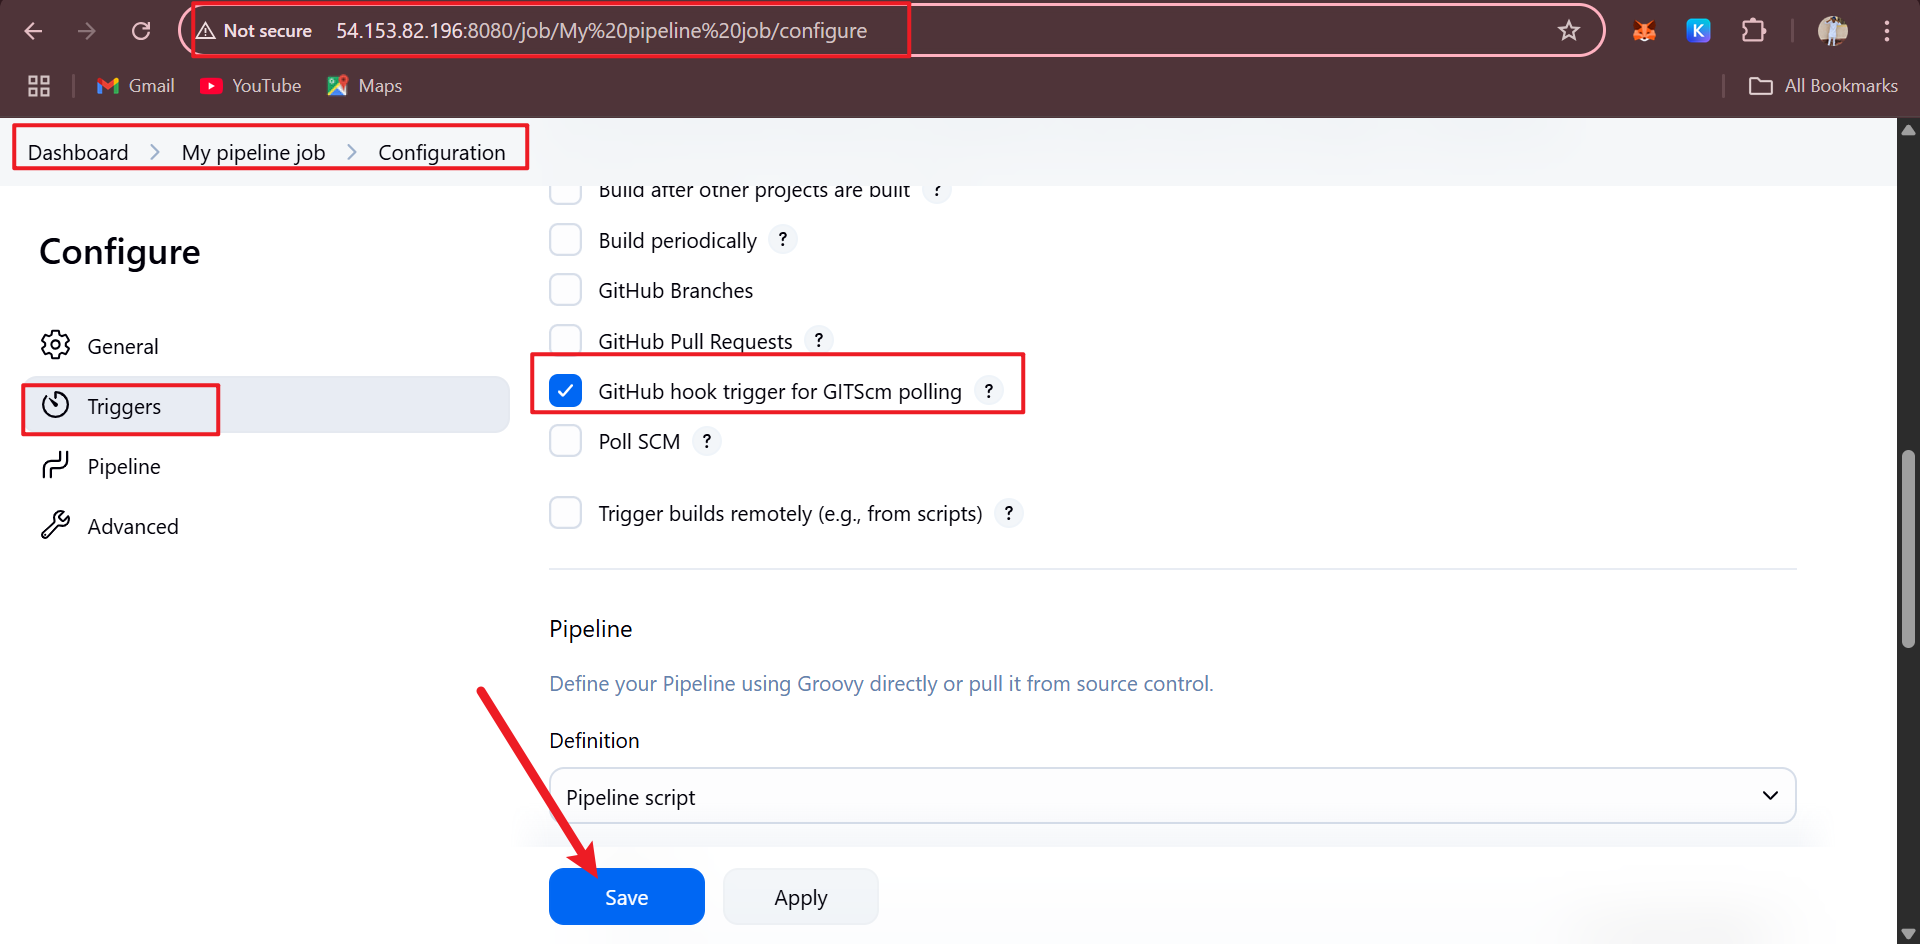 Not secure 54.153.82.196:8080/job/My%20pipeline%20job/configure
K
Gmail YouTube Maps All Bookmarks
Dashboard My pipeline job Configuration
Build after other projects are built ?
Configure
Build periodically ?
GitHub Branches
GitHub Pull Requests ?
General
GitHub hook trigger for GITScm polling ?
Triggers
Poll SCM ?
Pipeline
Trigger builds remotely (e.g., from scripts) ?
Advanced
Pipeline
Define your Pipeline using Groovy directly or pull it from source control.
Definition
Pipeline script
Save Apply